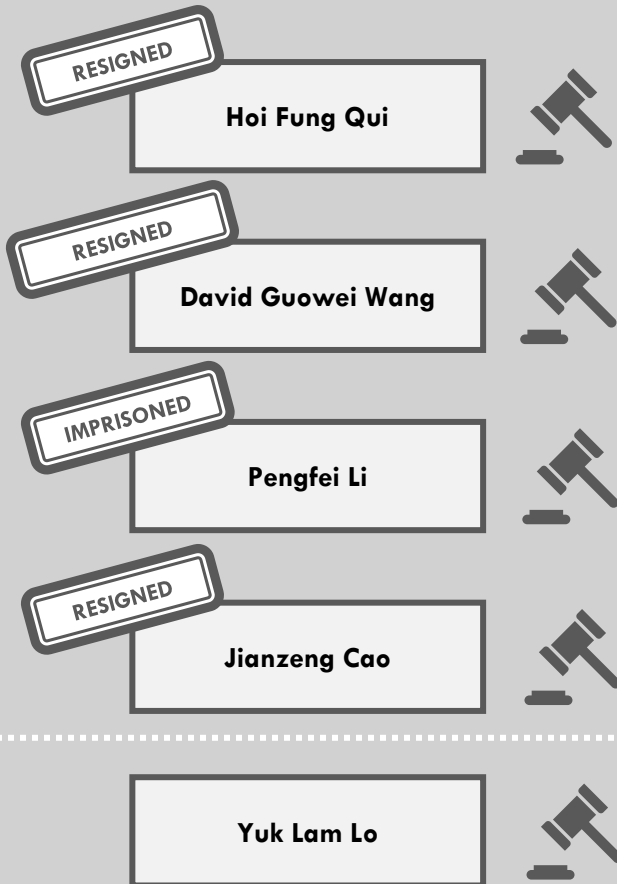 RESIGNED
Hoi Fung Qui
RESIGNED
David Guowei Wang
IMPRISONED
Pengfei Li
RESIGNED
Jianzeng Cao
Yuk Lam Lo